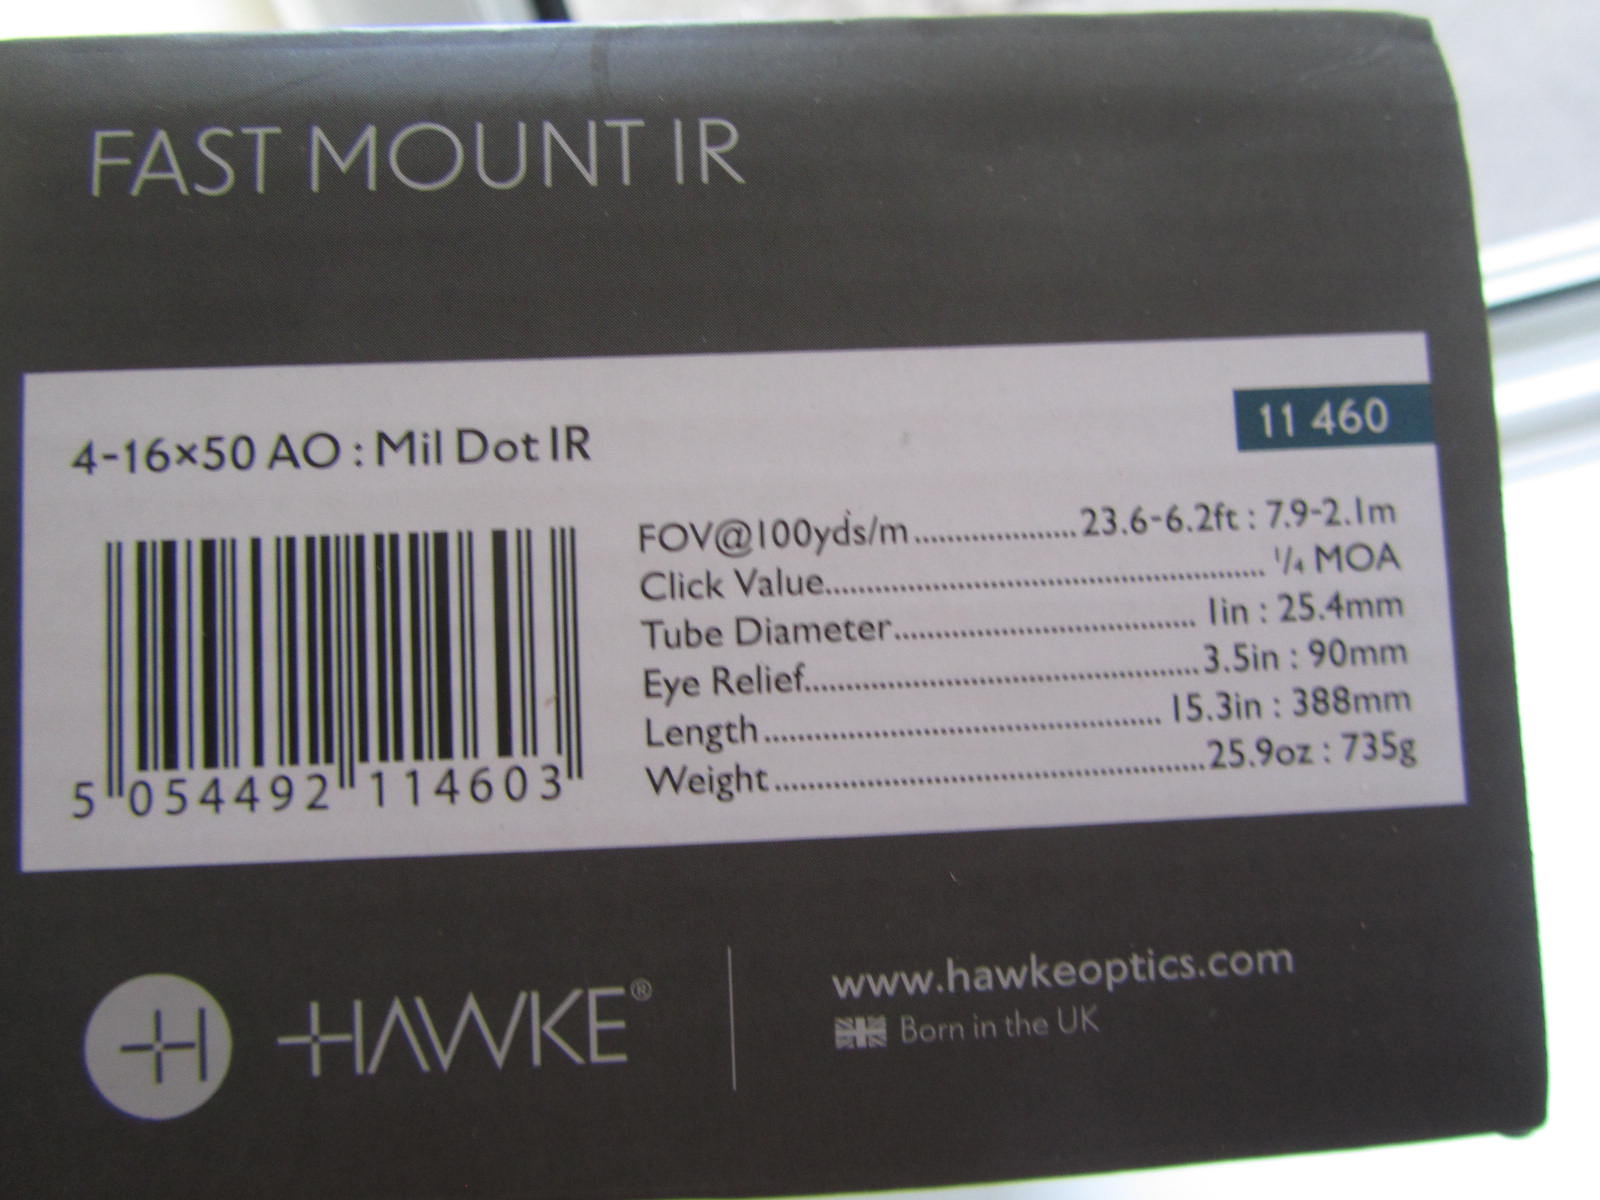 FAST MOUNT IR
4-16×50 AO : Mil Dot IR
11 460
FOV@100yds/m...................23.6-6.2ft : 7.9-2.1m
Click Value............................................ ¼ MOA
Tube Diameter.............................. 1in : 25.4mm
Eye Relief.......................................3.5in : 90mm
Length........................................ 15.3in : 388mm
Weight...........................................25.9oz : 735g
5 054492 114603
HAWKE®
www.hawkeoptics.com
Born in the UK